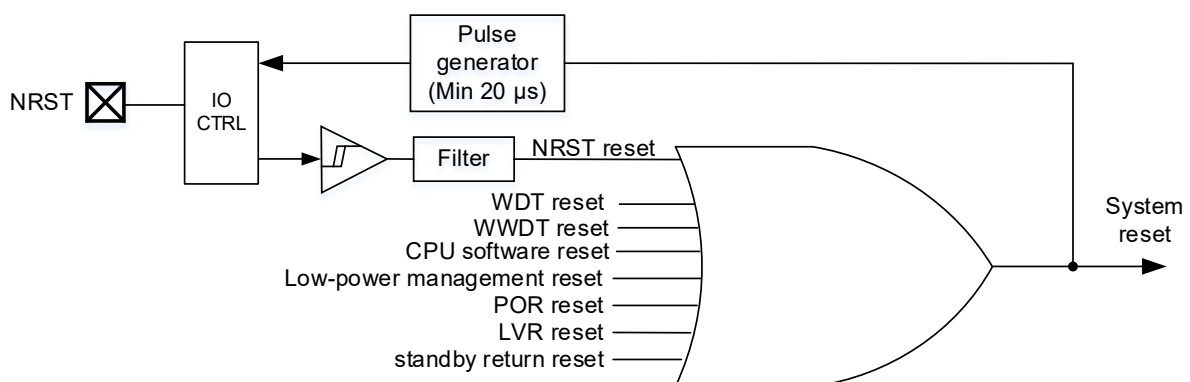 Pulse
generator
(Min 20 µs)
NRST
IO
CTRL
Filter
NRST reset
WDT reset
WWDT reset
CPU software reset
Low-power management reset
POR reset
LVR reset
standby return reset
System
reset